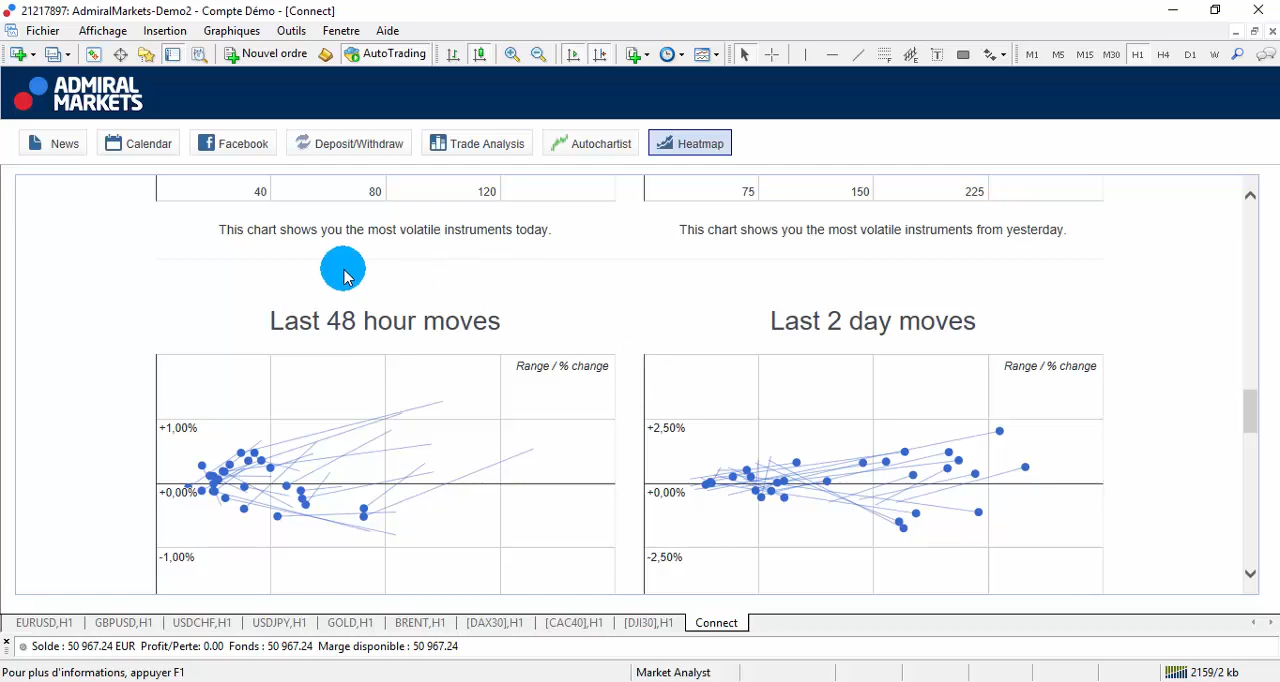 21217897: AdmiralMarkets-Demo2 - Compte Démo - [Connect]
Fichier Affichage Insertion Graphiques Outils Fenetre Aide
Nouvel ordre AutoTrading M1 M5 M15 M30 H1 H4 D1 W
ADMIRAL
MARKETS
News Calendar Facebook Deposit/Withdraw Trade Analysis Autochartist Heatmap
40 80 120 75 150 225
This chart shows you the most volatile instruments today.
This chart shows you the most volatile instruments from yesterday.
Last 48 hour moves
Last 2 day moves
Range / % change
+1,00%
+0,00%
-1,00%
Range / % change
+2,50%
+0,00%
-2,50%
EURUSD,H1 GBPUSD,H1 USDCHF,H1 USDJPY,H1 GOLD,H1 BRENT,H1 [DAX30],H1 [CAC40],H1 [DJI30],H1 Connect
Solde : 50 967.24 EUR Profit/Perte: 0.00 Fonds : 50 967.24 Marge disponible : 50 967.24
Pour plus d'informations, appuyer F1 Market Analyst 2159/2 kb